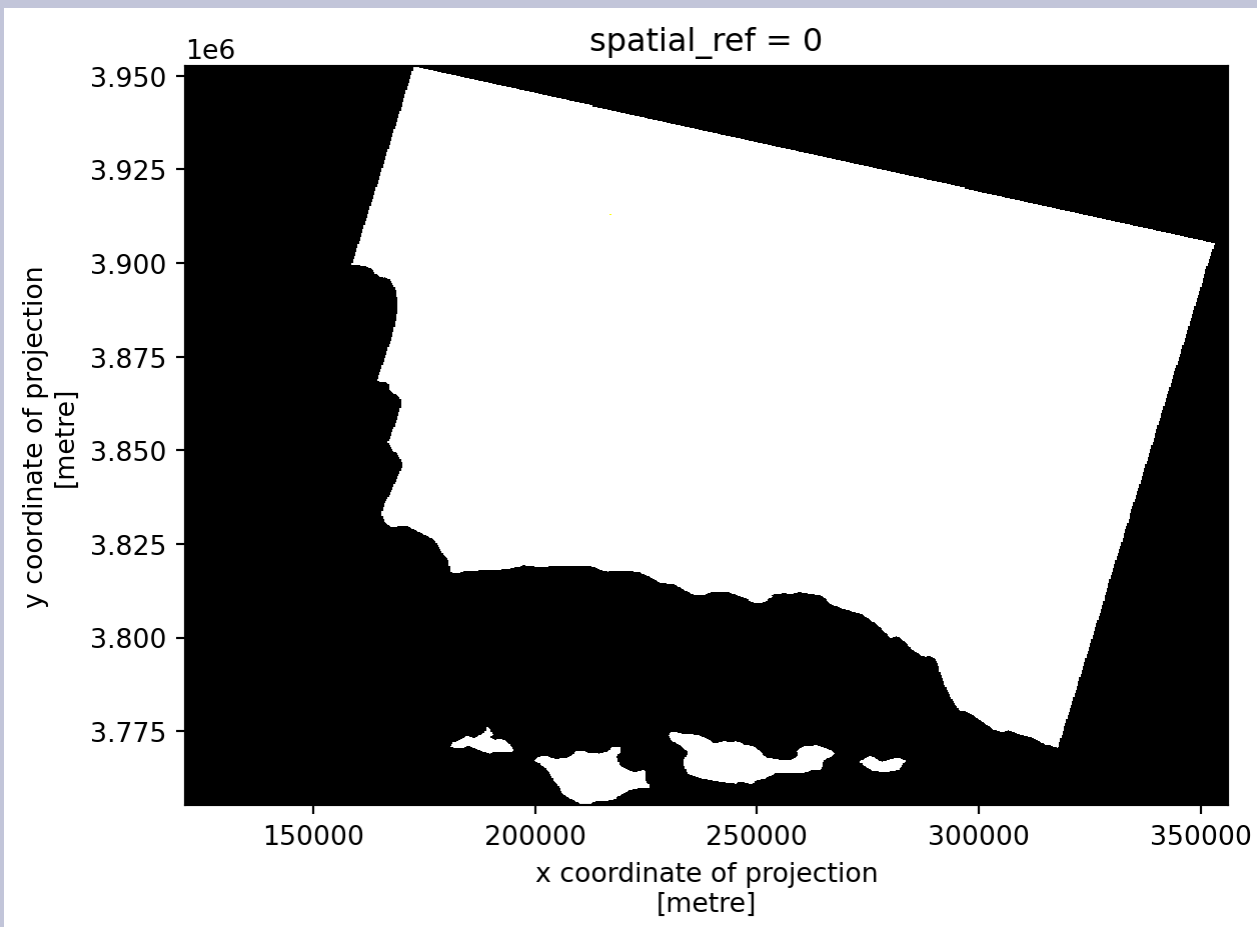 spatial_ref = 0
1e6
3.950
3.925
3.900
3.875
3.850
3.825
3.800
3.775
y coordinate of projection
[metre]
150000 200000 250000 300000 350000
x coordinate of projection
[metre]